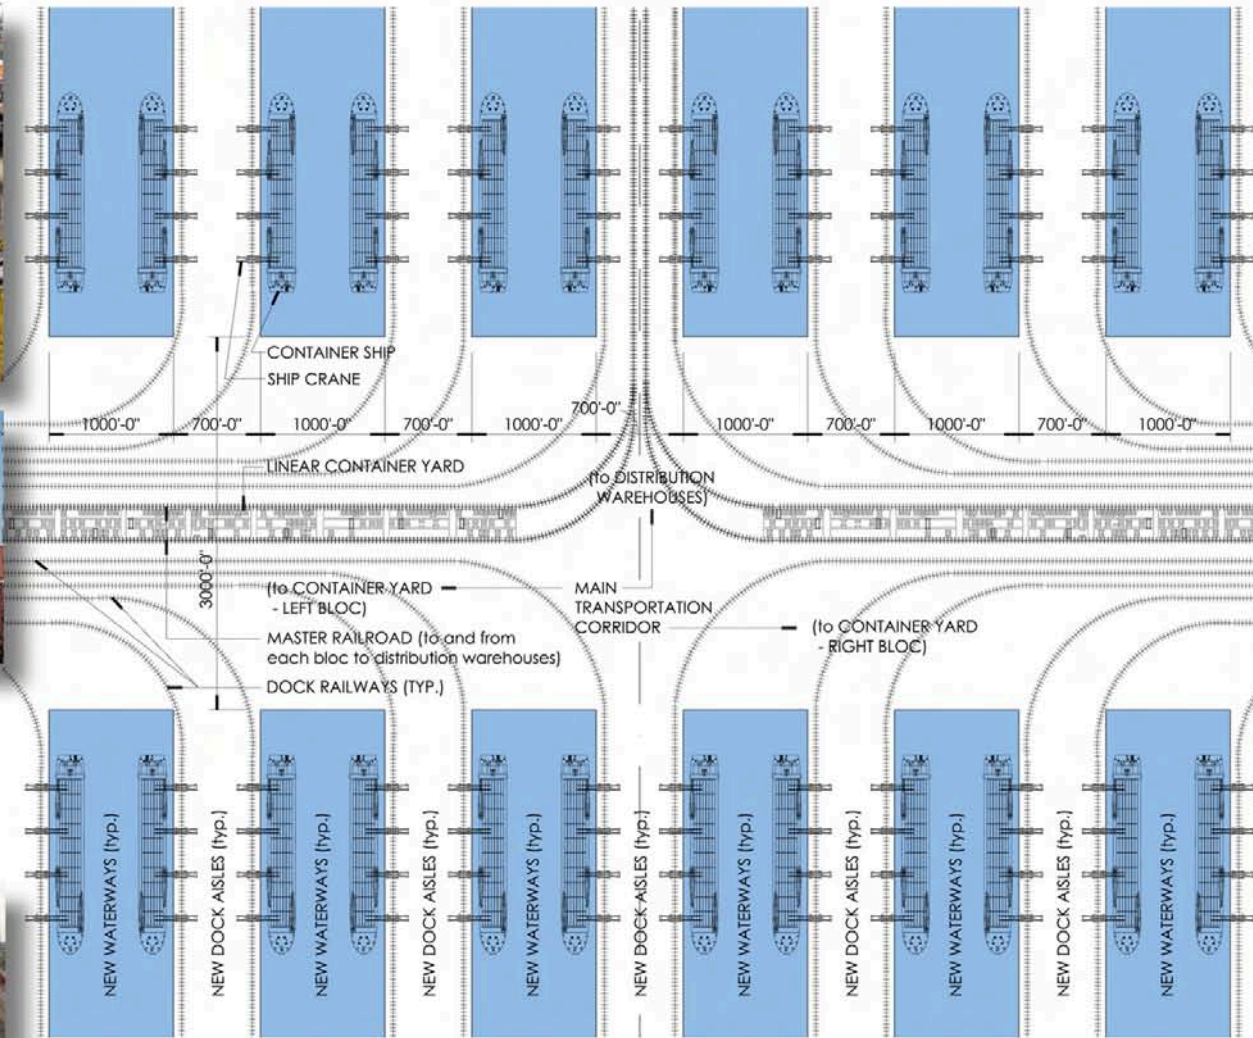 CONTAINER SHIP
SHIP CRANE
700'-0"
1000'-0"
700'-0"
1000'-0"
700'-0"
1000'-0"
1000'-0"
700'-0"
1000'-0"
700'-0"
1000'-0"
LINEAR CONTAINER YARD
(to DISTRIBUTION
WAREHOUSES)
3000'-0"
(to CONTAINER YARD
- LEFT BLOC)
MAIN
TRANSPORTATION
CORRIDOR
(to CONTAINER YARD
- RIGHT BLOC)
MASTER RAILROAD (to and from
each bloc to distribution warehouses)
DOCK RAILWAYS (TYP.)
NEW WATERWAYS (typ.)
NEW DOCK AISLES (typ.)
NEW WATERWAYS (typ.)
NEW DOCK AISLES (typ.)
NEW WATERWAYS (typ.)
NEW DOCK AISLES (typ.)
NEW WATERWAYS (typ.)
NEW DOCK AISLES (typ.)
NEW WATERWAYS (typ.)
NEW DOCK AISLES (typ.)
NEW WATERWAYS (typ.)